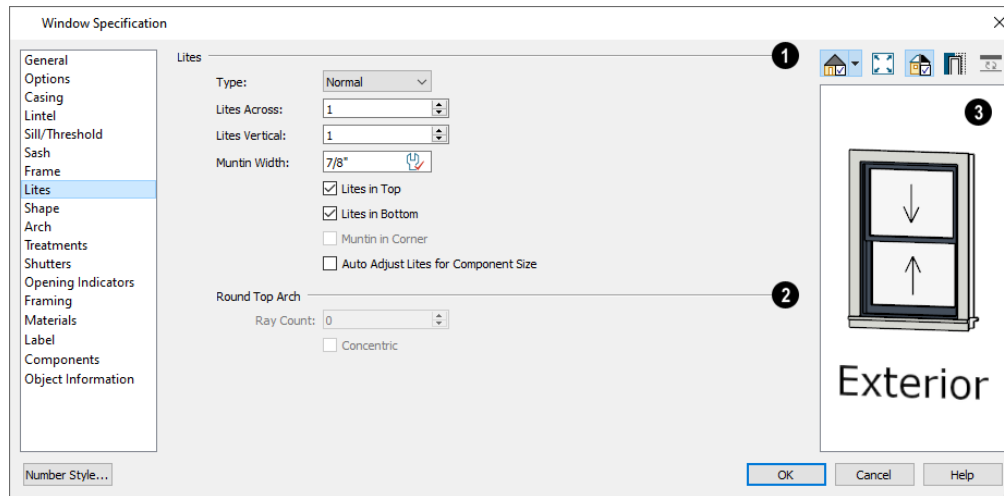 Window Specification
General
Options
Casing
Lintel
Sill/Threshold
Sash
Frame
Lites
Shape
Arch
Treatments
Shutters
Opening Indicators
Framing
Materials
Label
Components
Object Information
Lites
1
Type: Normal
Lites Across: 1
Lites Vertical: 1
Muntin Width: 7/8"
Lites in Top
Lites in Bottom
Muntin in Corner
Auto Adjust Lites for Component Size
Round Top Arch
2
Ray Count: 0
Concentric
3
Exterior
Number Style...
OK Cancel Help